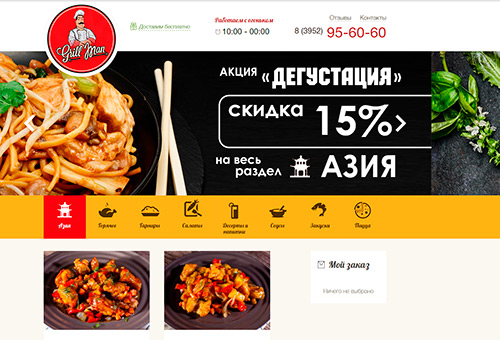 Grill Man
Доставим бесплатно
Работаем с огоньком
10:00 - 00:00
Отзывы Контакты
8 (3952) 95-60-60
АКЦИЯ «ДЕГУСТАЦИЯ»
СКИДКА 15%>
на весь раздел АЗИЯ
Азия Горячее Гарниры Салаты Десерты и напитки Соусы Закуски Пицца
Мой заказ
Ничего не выбрано